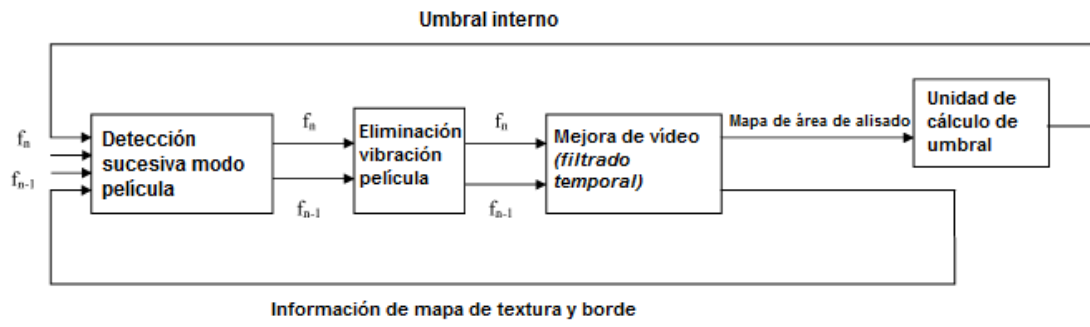 Umbral interno
fn
fn-1
Detección
sucesiva modo
película
fn
fn-1
Eliminación
vibración
película
fn
fn-1
Mejora de vídeo
(filtrado
temporal)
Mapa de área de alisado
Unidad de
cálculo de
umbral
Información de mapa de textura y borde